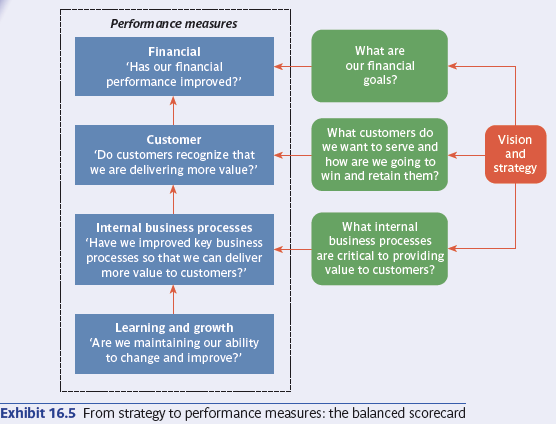 Performance measures
Financial
‘Has our financial
performance improved?’
What are
our financial
goals?
Customer
‘Do customers recognize that
we are delivering more value?’
What customers do
we want to serve and
how are we going to
win and retain them?
Vision
and
strategy
Internal business processes
‘Have we improved key business
processes so that we can deliver
more value to customers?’
What internal
business processes
are critical to providing
value to customers?
Learning and growth
‘Are we maintaining our ability
to change and improve?’
Exhibit 16.5 From strategy to performance measures: the balanced scorecard